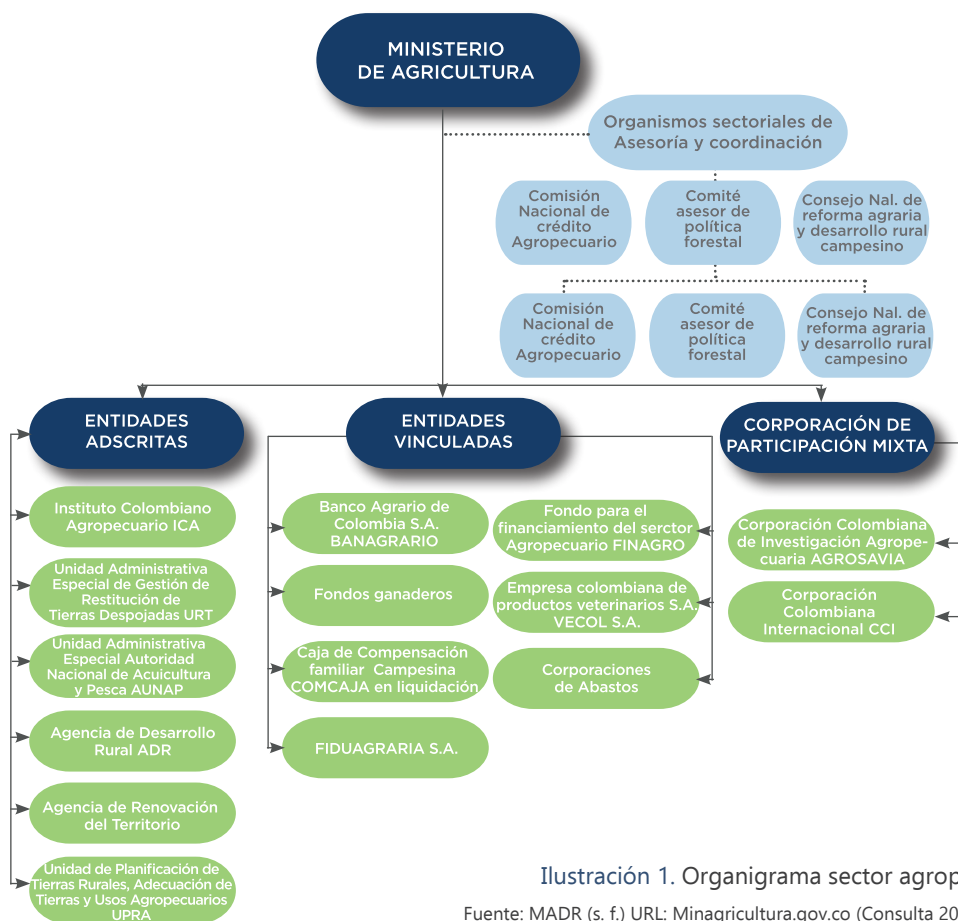 MINISTERIO
DE AGRICULTURA
Organismos sectoriales de
Asesoría y coordinación
Comisión
Nacional de
crédito
Agropecuario
Comité
asesor de
política
forestal
Consejo Nal. de
reforma agraria
y desarrollo rural
campesino
Comisión
Nacional de
crédito
Agropecuario
Comité
asesor de
política
forestal
Consejo Nal. de
reforma agraria
y desarrollo rural
campesino
ENTIDADES
ADSCRITAS
Instituto Colombiano
Agropecuario ICA
Unidad Administrativa
Especial de Gestión de
Restitución de
Tierras Despojadas URT
Unidad Administrativa
Especial Autoridad
Nacional de Acuicultura
y Pesca AUNAP
Agencia de Desarrollo
Rural ADR
Agencia de Renovación
del Territorio
Unidad de Planificación de
Tierras Rurales, Adecuación de
Tierras y Usos Agropecuarios
UPRA
ENTIDADES
VINCULADAS
Banco Agrario de
Colombia S.A.
BANAGRARIO
Fondos ganaderos
Caja de Compensación
familiar Campesina
COMCAJA en liquidación
FIDUAGRARIA S.A.
Fondo para el
financiamiento del serctor
Agropecuario FINAGRO
Empresa colombiana de
productos veterinarios S.A.
VECOL S.A.
Corporaciones
de Abastos
CORPORACIÓN DE
PARTICIPACIÓN MIXTA
Corporación Colombiana
de Investigación Agrope-
cuaria AGROSAVIA
Corporación
Colombiana
Internacional CCI
Ilustración 1. Organigrama sector agrop
Fuente: MADR (s. f.) URL: Minagricultura.gov.co (Consulta 20